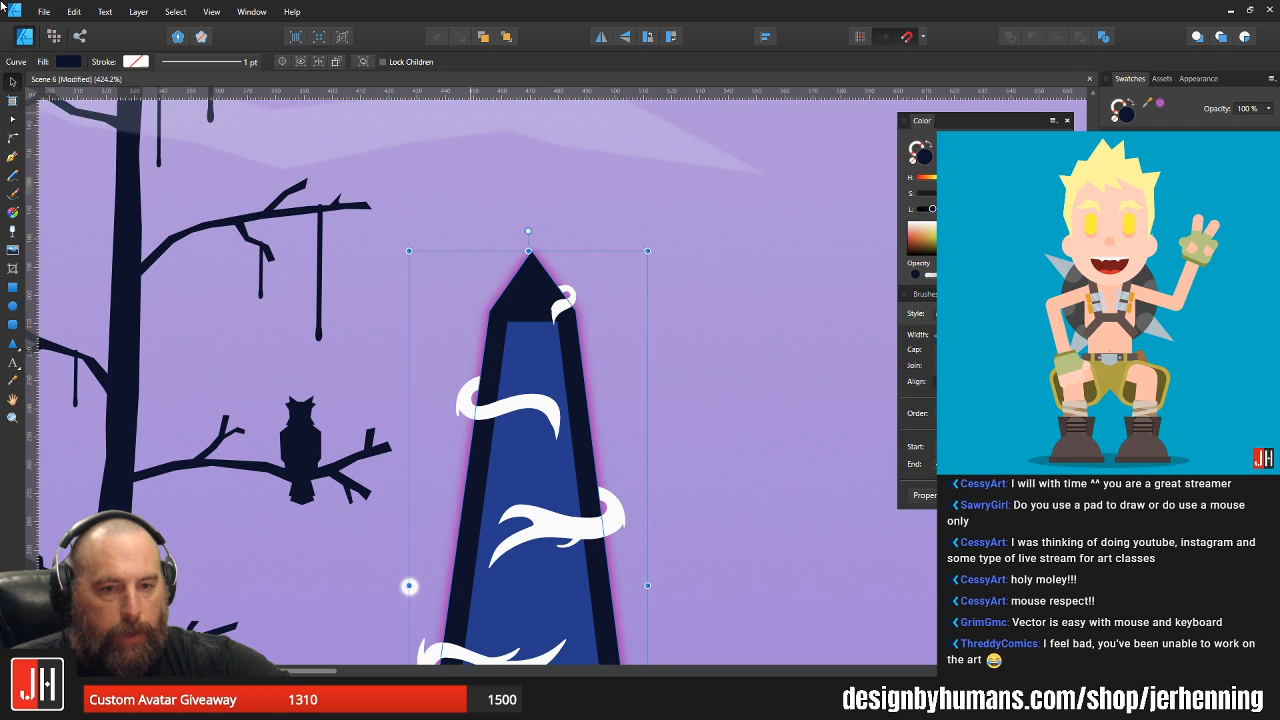 File Edit Text Layer Select View Window Help
Curve Fill: Stroke: 1 pt Lock Children
Scene 6 [Modified] (424.2%)
Swatches Assets Appearance
Opacity: 100 %
Color
H:
S:
L:
Opacity
Brushes
Style:
Width:
Cap:
Join:
Align:
Order:
Start:
End:
Proper
JH
CessyArt: I will with time ^^ you are a great streamer
SawryGirl: Do you use a pad to draw or do use a mouse
only
CessyArt: I was thinking of doing youtube, instagram and
some type of live stream for art classes
CessyArt: holy moley!!!
CessyArt: mouse respect!!
GrimGmc: Vector is easy with mouse and keyboard
ThreddyComics: I feel bad, you've been unable to work on
the art 😂
JH
Custom Avatar Giveaway 1310 1500
designbyhumans.com/shop/jerhenning